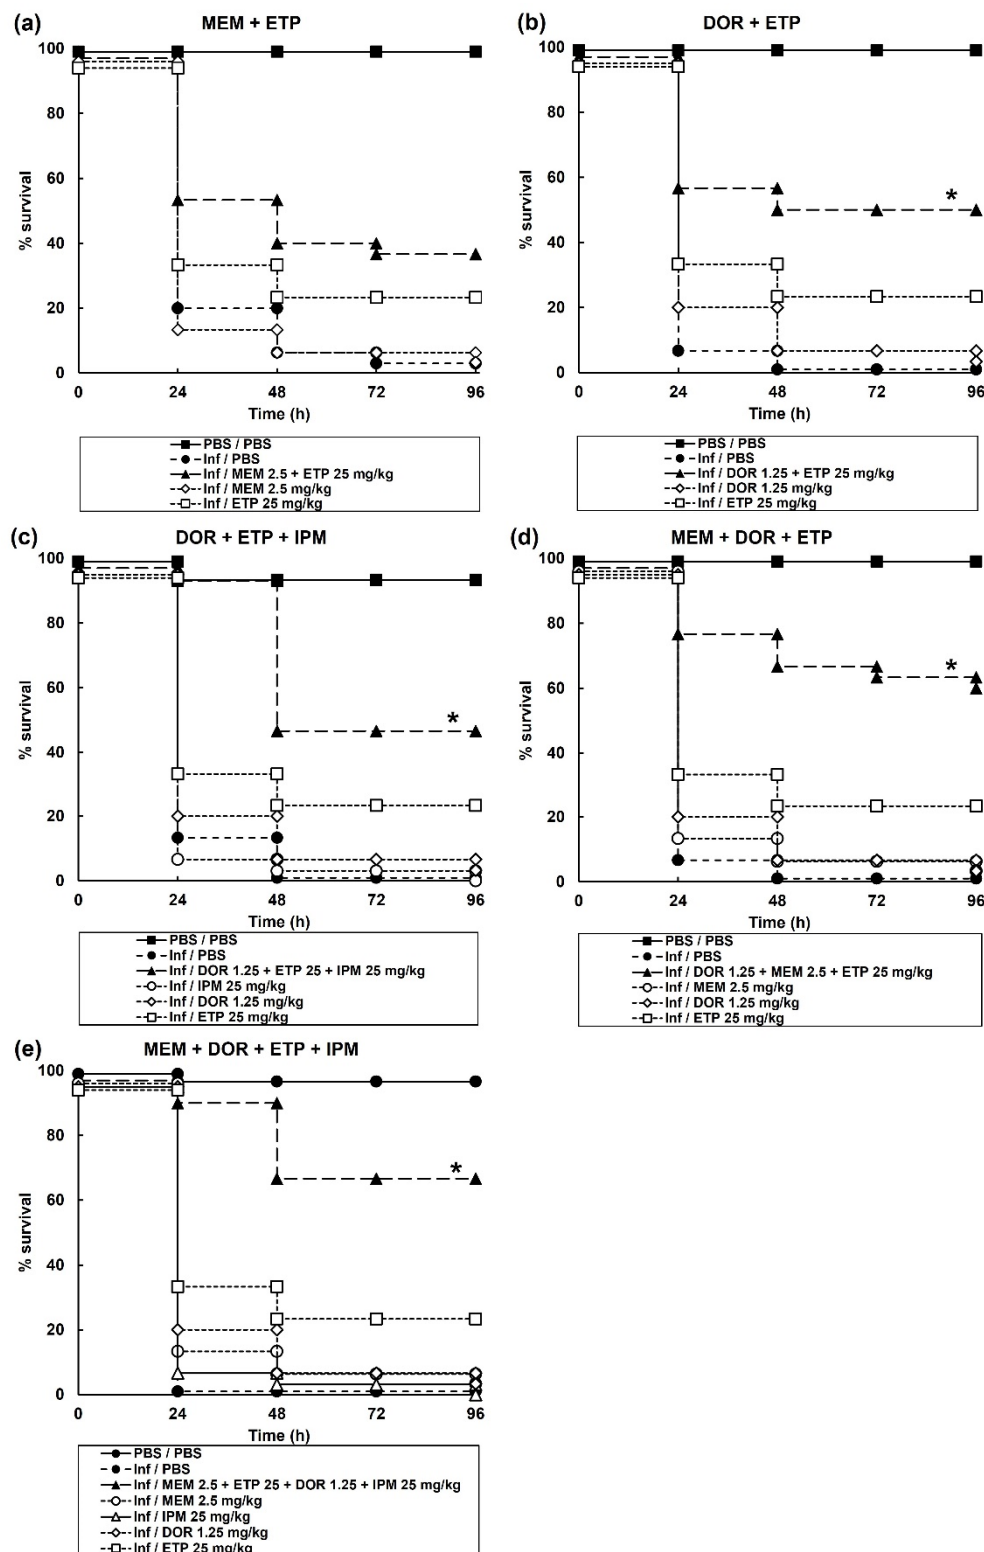 (a)
MEM + ETP
100
80
60
40
20
0
% survival
0 24 48 72 96
Time (h)
PBS / PBS
Inf / PBS
Inf / MEM 2.5 + ETP 25 mg/kg
Inf / MEM 2.5 mg/kg
Inf / ETP 25 mg/kg
(b)
DOR + ETP
100
80
60
40
20
0
% survival
*
0 24 48 72 96
Time (h)
PBS / PBS
Inf / PBS
Inf / DOR 1.25 + ETP 25 mg/kg
Inf / DOR 1.25 mg/kg
Inf / ETP 25 mg/kg
(c)
DOR + ETP + IPM
100
80
60
40
20
0
% survival
*
0 24 48 72 96
Time (h)
PBS / PBS
Inf / PBS
Inf / DOR 1.25 + ETP 25 + IPM 25 mg/kg
Inf / IPM 25 mg/kg
Inf / DOR 1.25 mg/kg
Inf / ETP 25 mg/kg
(d)
MEM + DOR + ETP
100
80
60
40
20
0
% survival
*
0 24 48 72 96
Time (h)
PBS / PBS
Inf / PBS
Inf / DOR 1.25 + MEM 2.5 + ETP 25 mg/kg
Inf / MEM 2.5 mg/kg
Inf / DOR 1.25 mg/kg
Inf / ETP 25 mg/kg
(e)
MEM + DOR + ETP + IPM
100
80
60
40
20
0
% survival
*
0 24 48 72 96
Time (h)
PBS / PBS
Inf / PBS
Inf / MEM 2.5 + ETP 25 + DOR 1.25 + IPM 25 mg/kg
Inf / MEM 2.5 mg/kg
Inf / IPM 25 mg/kg
Inf / DOR 1.25 mg/kg
Inf / ETP 25 mg/kg